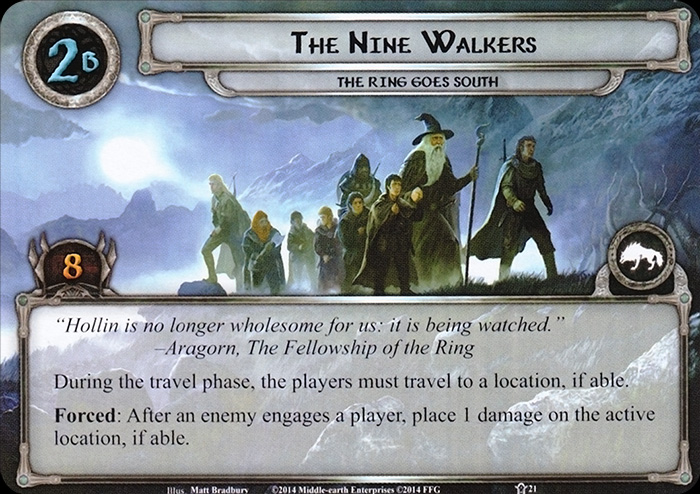 2B
THE NINE WALKERS
THE RING GOES SOUTH
8
“Hollin is no longer wholesome for us: it is being watched.”
–Aragorn, The Fellowship of the Ring
During the travel phase, the players must travel to a location, if able.
Forced: After an enemy engages a player, place 1 damage on the active
location, if able.
Illus. Matt Bradbury ©2014 Middle-earth Enterprises ©2014 FFG 21